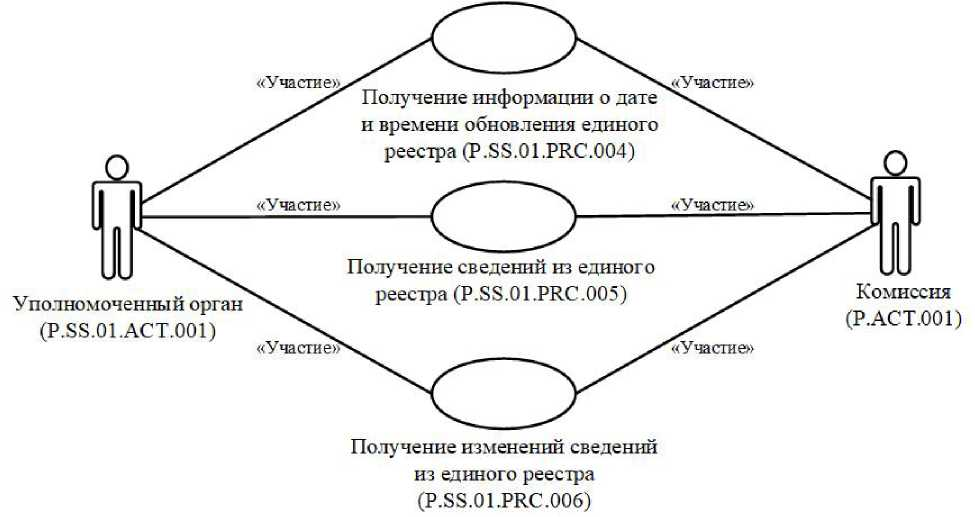 «Участие»
«Участие»
Получение информации о дате
и времени обновления единого
реестра (P.SS.01.PRC.004)
«Участие»
«Участие»
Получение сведений из единого
реестра (P.SS.01.PRC.005)
Уполномоченный орган
(P.SS.01.ACT.001)
Комиссия
(P.ACT.001)
«Участие»
«Участие»
Получение изменений сведений
из единого реестра
(P.SS.01.PRC.006)